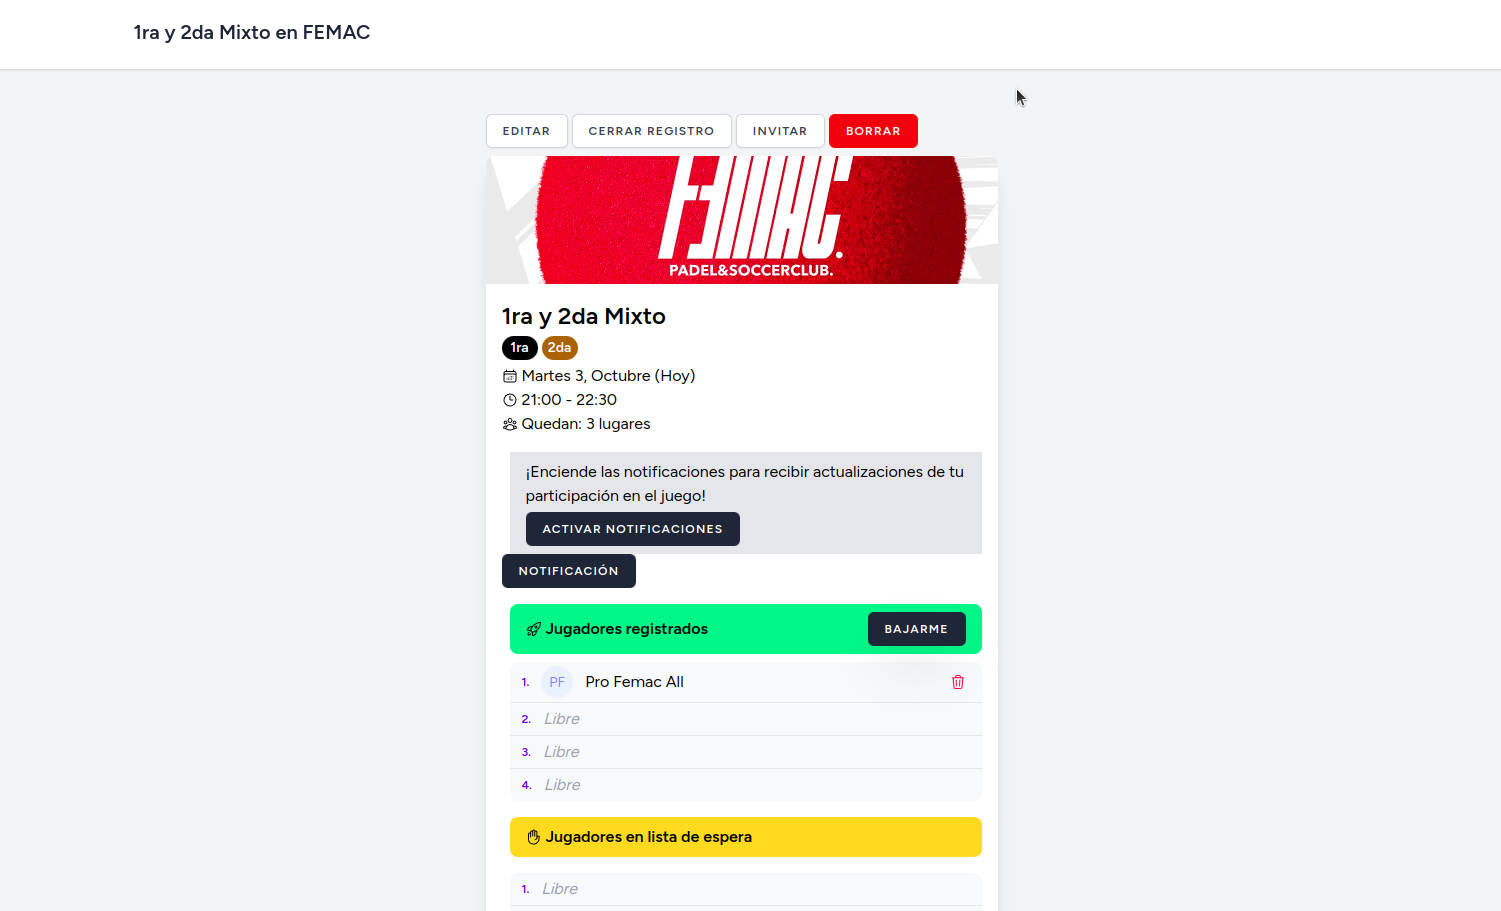 1ra y 2da Mixto en FEMAC
EDITAR
CERRAR REGISTRO
INVITAR
BORRAR
FEMAC.
PADEL&SOCCERCLUB.
1ra y 2da Mixto
1ra 2da
Martes 3, Octubre (Hoy)
21:00 - 22:30
Quedan: 3 lugares
¡Enciende las notificaciones para recibir actualizaciones de tu
participación en el juego!
ACTIVAR NOTIFICACIONES
NOTIFICACIÓN
Jugadores registrados
BAJARME
1. PF Pro Femac All
2. Libre
3. Libre
4. Libre
Jugadores en lista de espera
1. Libre